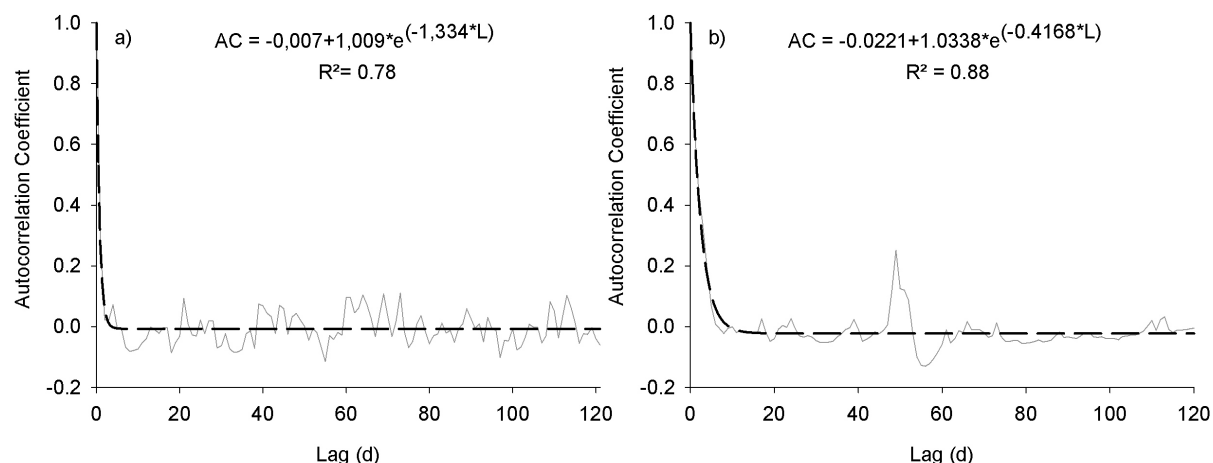 a)
AC = -0,007+1,009*e(-1,334*L)
R²= 0.78
Autocorrelation Coefficient
1.0
0.8
0.6
0.4
0.2
0.0
-0.2
0 20 40 60 80 100 120
Lag (d)
b)
AC = -0.0221+1.0338*e(-0.4168*L)
R² = 0.88
Autocorrelation Coefficient
1.0
0.8
0.6
0.4
0.2
0.0
-0.2
0 20 40 60 80 100 120
Lag (d)